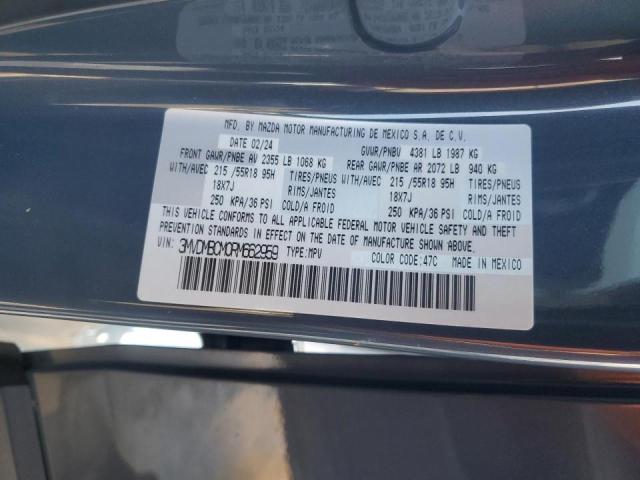 MFD. BY MAZDA MOTOR MANUFACTURING DE MEXICO S.A. DE C.V.
DATE 02/24 GVWR/PNBV 4381 LB 1987 KG
FRONT GAWR/PNBE AV 2355 LB 1068 KG REAR GAWR/PNBE AR 2072 LB 940 KG
WITH/AVEC 215 /55R18 95H TIRES/PNEUS WITH/AVEC 215 /55R18 95H TIRES/PNEUS
18X7J RIMS/JANTES 18X7J RIMS/JANTES
250 KPA/36 PSI COLD/A FROID 250 KPA/36 PSI COLD/A FROID
THIS VEHICLE CONFORMS TO ALL APPLICABLE FEDERAL MOTOR VEHICLE SAFETY AND THEFT
PREVENTION STANDARDS IN EFFECT ON THE DATE OF MANUFACTURE SHOWN ABOVE.
VIN: 3MVDMBCM0RM662959 TYPE:MPV
COLOR CODE:47C MADE IN MEXICO